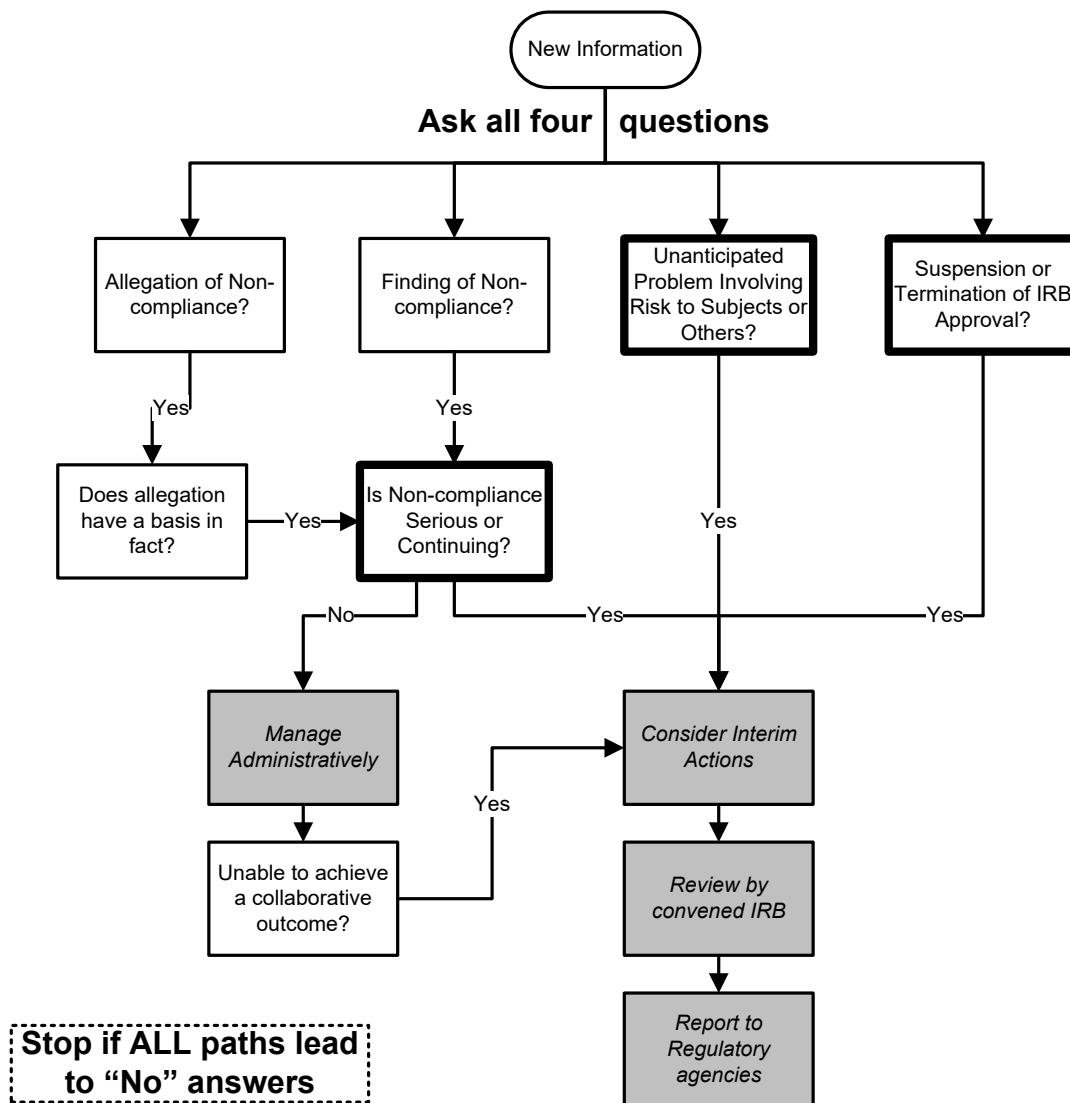 New Information
Ask all four questions
Allegation of Non-
compliance?
Finding of Non-
compliance?
Unanticipated
Problem Involving
Risk to Subjects or
Others?
Suspension or
Termination of IRB
Approval?
Yes
Yes
Does allegation
have a basis in
fact?
Yes
Is Non-compliance
Serious or
Continuing?
Yes
No
Yes
Yes
Manage
Administratively
Consider Interim
Actions
Yes
Unable to achieve
a collaborative
outcome?
Review by
convened IRB
Report to
Regulatory
agencies
Stop if ALL paths lead
to “No” answers